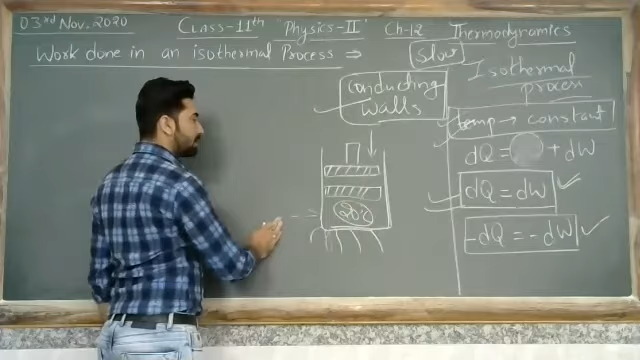 03rd Nov. 2020 Class-11th "Physics-II" Ch-12 Thermodynamics
Work done in an isothermal Process ⇒
Slow
Isothermal
process
Conducting
Walls
temp → constant
dQ = + dW
dQ = dW
-dQ = -dW